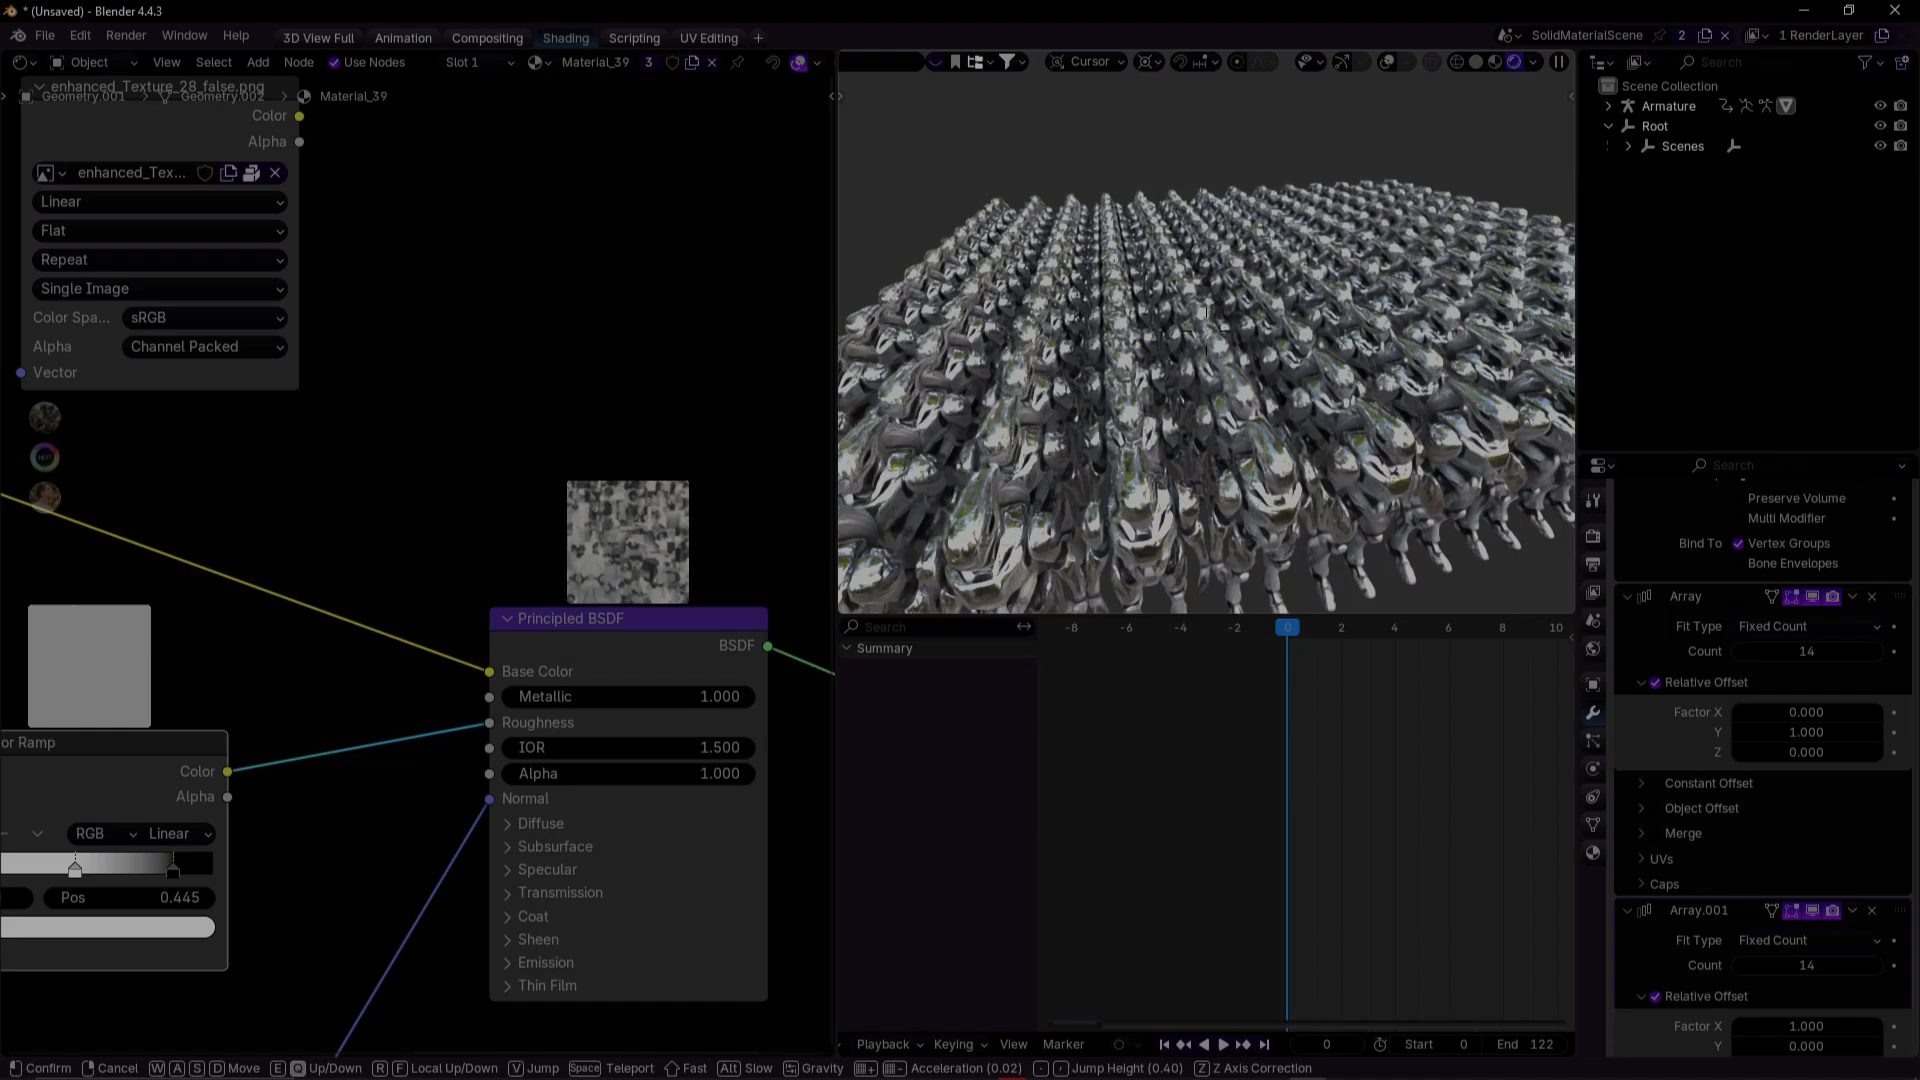 * (Unsaved) - Blender 4.4.3
File Edit Render Window Help
3D View Full Animation Compositing Shading Scripting UV Editing +
SolidMaterialScene 2
1 RenderLayer
Object View Select Add Node Use Nodes Slot 1 Material_39 3
Cursor
Search
enhanced_Texture_28_false.png
Geometry.001 Geometry.002 Material_39
Color
Alpha
enhanced_Tex...
Linear
Flat
Repeat
Single Image
Color Spa... sRGB
Alpha Channel Packed
Vector
HUT
Principled BSDF
BSDF
Base Color
Metallic 1.000
Roughness
IOR 1.500
Alpha 1.000
Normal
Diffuse
Subsurface
Specular
Transmission
Coat
Sheen
Emission
Thin Film
or Ramp
Color
Alpha
RGB Linear
Pos 0.445
Search
-8 -6 -4 -2 0 2 4 6 8 10
Summary
Playback Keying View Marker 0 Start 0 End 122
Scene Collection
Armature
Root
Scenes
Search
Preserve Volume
Multi Modifier
Bind To Vertex Groups
Bone Envelopes
Array
Fit Type Fixed Count
Count 14
Relative Offset
Factor X 0.000
Y 1.000
Z 0.000
Constant Offset
Object Offset
Merge
UVs
Caps
Array.001
Fit Type Fixed Count
Count 14
Relative Offset
Factor X 1.000
Y 0.000
Confirm Cancel W A S D Move E Q Up/Down R F Local Up/Down V Jump Space Teleport Fast Alt Slow Gravity Acceleration (0.02) Jump Height (0.40) Z Z Axis Correction